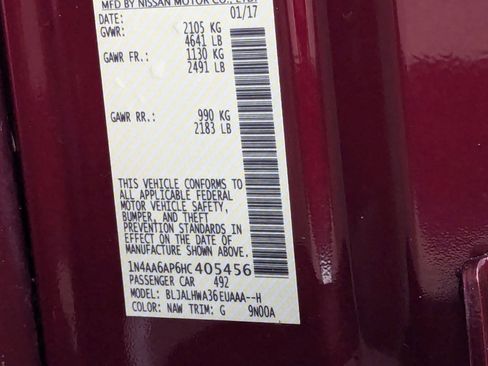 MFD BY NISSAN MOTOR CO., LTD.
DATE: 01/17
GVWR: 2105 KG
4641 LB
GAWR FR.: 1130 KG
2491 LB
GAWR RR.: 990 KG
2183 LB
THIS VEHICLE CONFORMS TO
ALL APPLICABLE FEDERAL
MOTOR VEHICLE SAFETY,
BUMPER, AND THEFT
PREVENTION STANDARDS IN
EFFECT ON THE DATE OF
MANUFACTURE SHOWN ABOVE.
1N4AA6AP6HC405456
PASSENGER CAR 492
MODEL: BLJALHWA36EUAAA--H
COLOR: NAW TRIM: G 9N00A